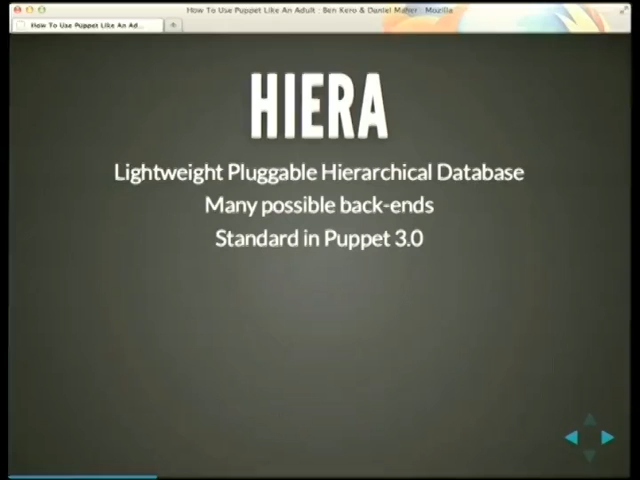 How To Use Puppet Like An Adult : Ben Kero & Daniel Maher : Mozilla
How To Use Puppet Like An Ad...
HIERA
Lightweight Pluggable Hierarchical Database
Many possible back-ends
Standard in Puppet 3.0